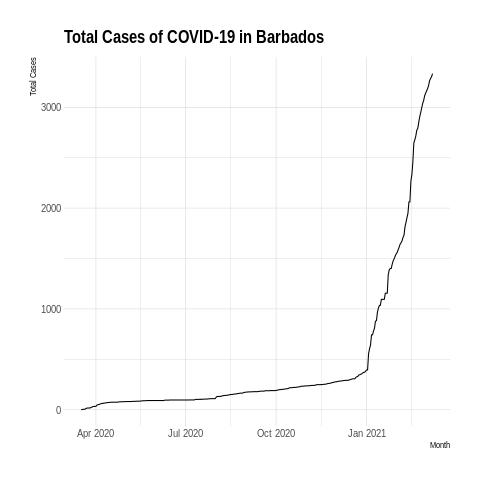 Total Cases of COVID-19 in Barbados
Total Cases
3000
2000
1000
0
Apr 2020
Jul 2020
Oct 2020
Jan 2021
Month